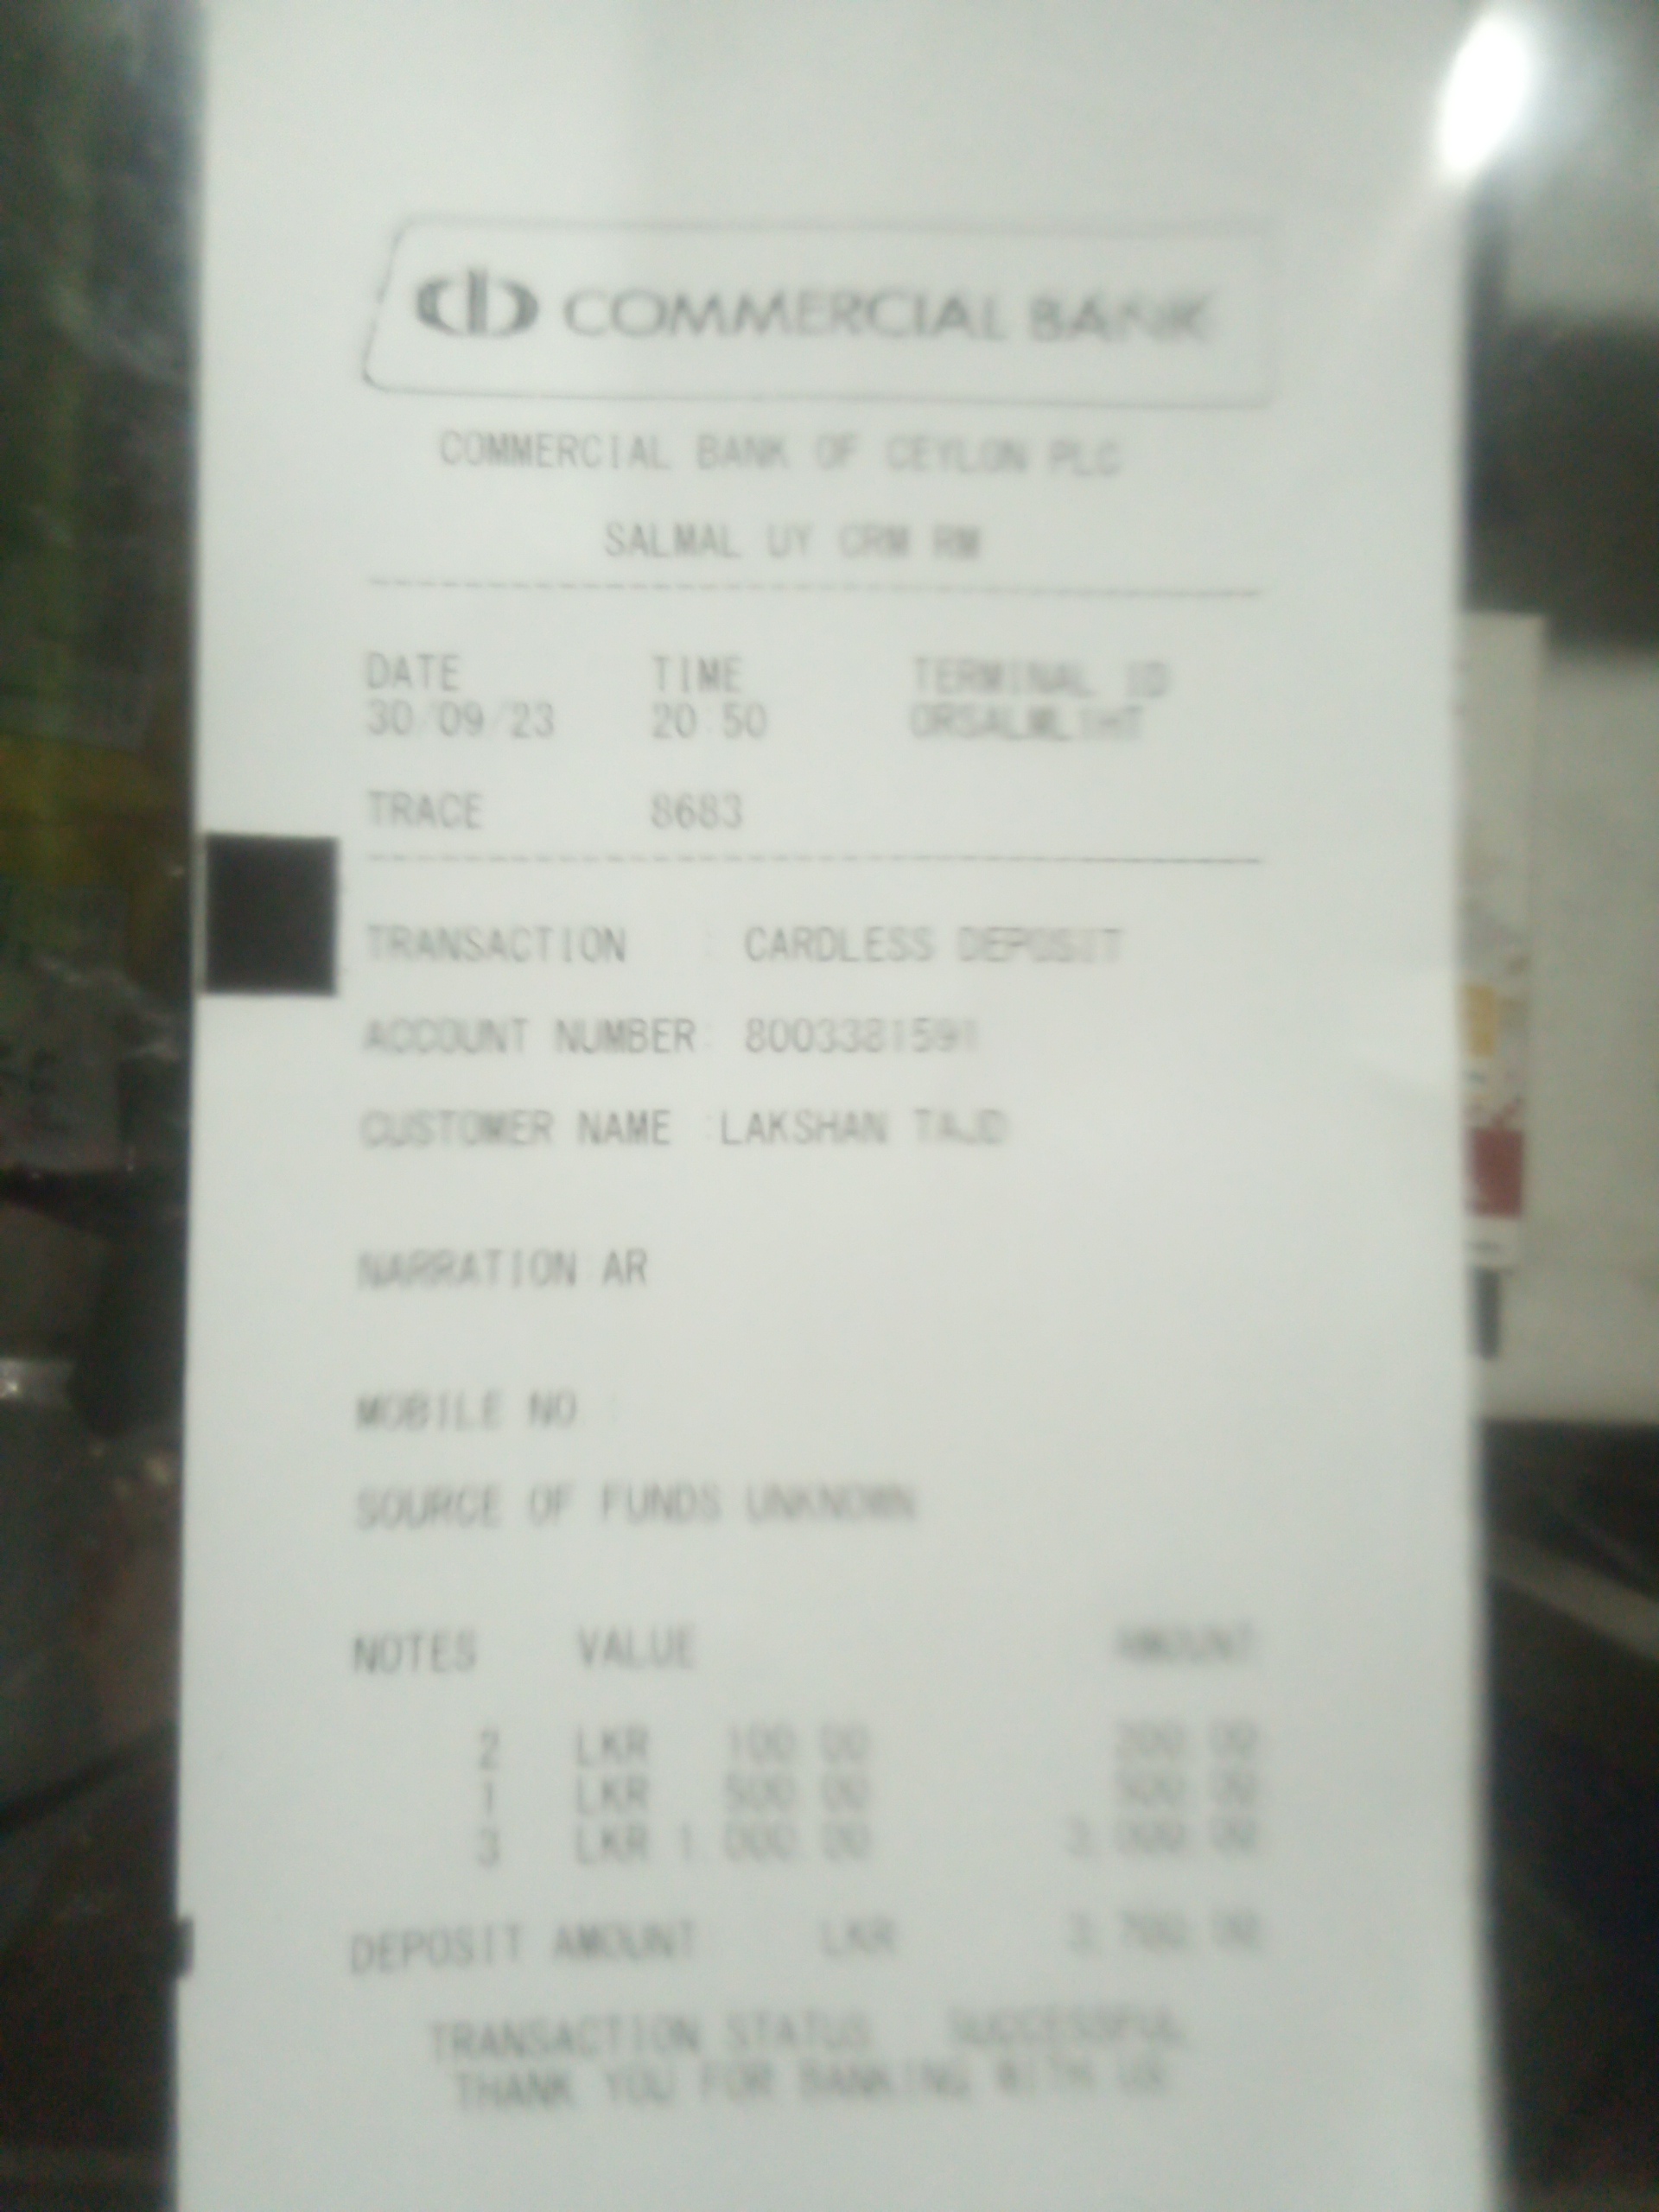 COMMERCIAL BANK
COMMERCIAL BANK OF CEYLON PLC
SALMAL UY CRM RM
DATE TIME TERMINAL ID
30/09/23 20:50
TRACE 8683
TRANSACTION : CARDLESS DEPOSIT
ACCOUNT NUMBER: 8003381591
CUSTOMER NAME :LAKSHAN TAJD
NARRATION:AR
MOBILE NO :
SOURCE OF FUNDS:UNKNOWN
NOTES VALUE AMOUNT
2 LKR 100.00 200.00
1 LKR 500.00 500.00
3 LKR 1,000.00 3,000.00
DEPOSIT AMOUNT LKR 3,700.00
TRANSACTION STATUS : SUCCESSFUL
THANK YOU FOR BANKING WITH US